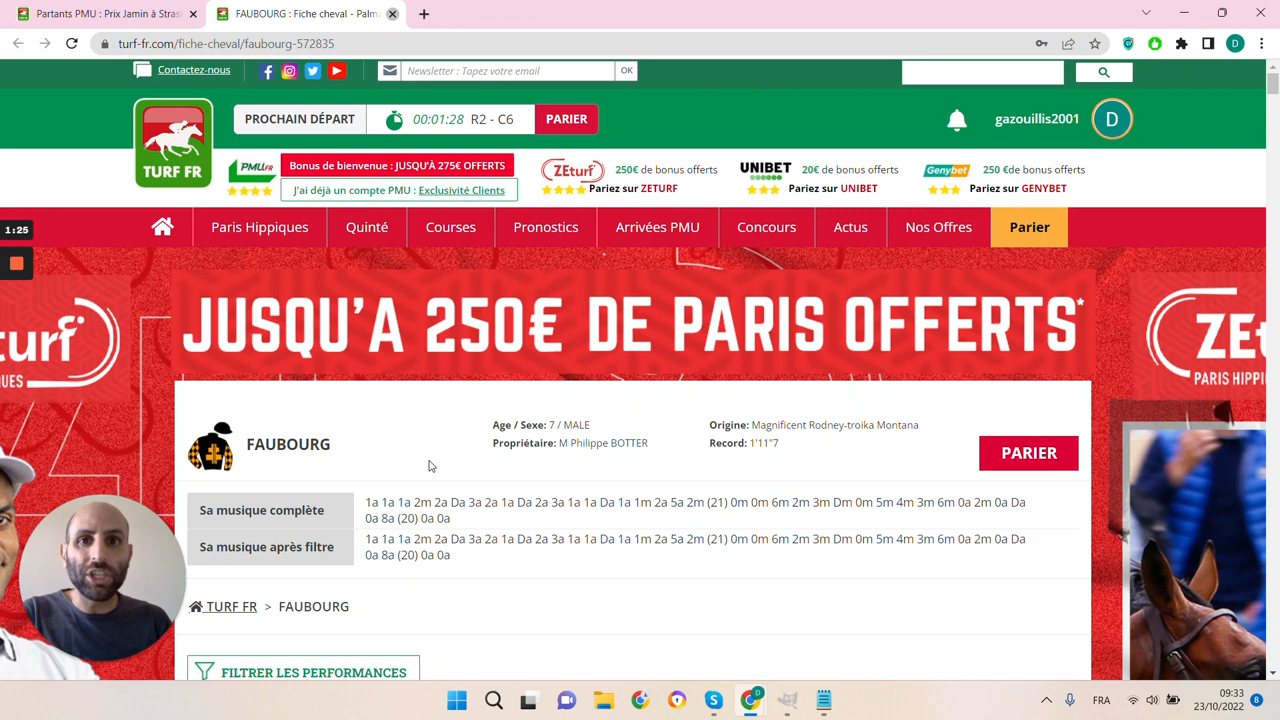 Partants PMU : Prix Jamin à Stras
FAUBOURG : Fiche cheval - Palma
turf-fr.com/fiche-cheval/faubourg-572835
D
Contactez-nous
Newsletter : Tapez votre email
OK
PROCHAIN DÉPART
00:01:28 R2 - C6
PARIER
gazouillis2001
D
TURF FR
PMU.FR
Bonus de bienvenue : JUSQU'À 275€ OFFERTS
J'ai déjà un compte PMU : Exclusivité Clients
ZEturf
250€ de bonus offerts
Pariez sur ZETURF
UNIBET
20€ de bonus offerts
Pariez sur UNIBET
Genybet
250 €de bonus offerts
Pariez sur GENYBET
1:25
Paris Hippiques
Quinté
Courses
Pronostics
Arrivées PMU
Concours
Actus
Nos Offres
Parier
JUSQU'A 250€ DE PARIS OFFERTS*
turf
IQUES
ZE
PARIS HIPPI
FAUBOURG
Age / Sexe: 7 / MALE
Propriétaire: M Philippe BOTTER
Origine: Magnificent Rodney-troika Montana
Record: 1'11"7
PARIER
Sa musique complète
1a 1a 1a 2m 2a Da 3a 2a 1a Da 2a 3a 1a 1a Da 1a 1m 2a 5a 2m (21) 0m 0m 6m 2m 3m Dm 0m 5m 4m 3m 6m 0a 2m 0a Da
0a 8a (20) 0a 0a
Sa musique après filtre
1a 1a 1a 2m 2a Da 3a 2a 1a Da 2a 3a 1a 1a Da 1a 1m 2a 5a 2m (21) 0m 0m 6m 2m 3m Dm 0m 5m 4m 3m 6m 0a 2m 0a Da
0a 8a (20) 0a 0a
TURF FR > FAUBOURG
FILTRER LES PERFORMANCES
FRA
09:33
23/10/2022
8